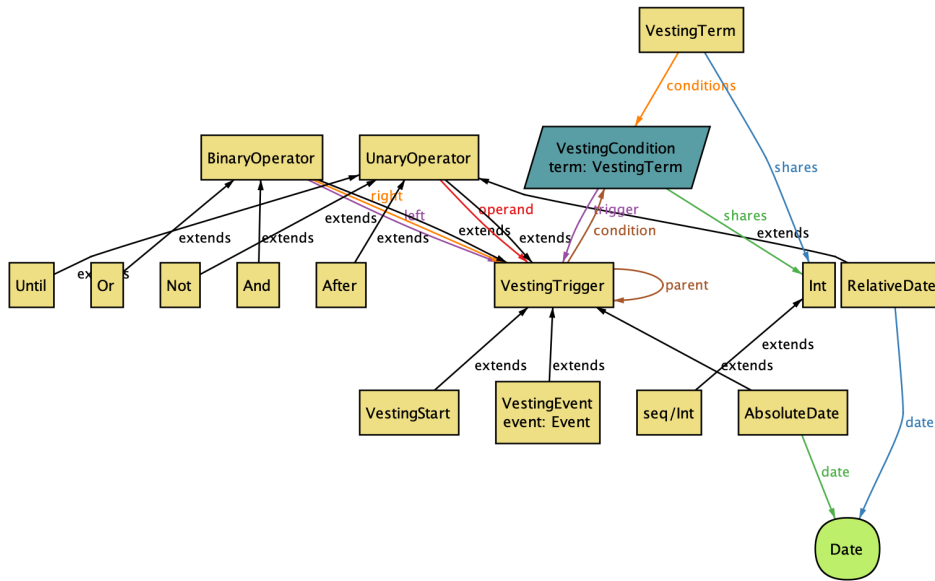 VestingTerm
conditions
BinaryOperator
UnaryOperator
VestingCondition
term: VestingTerm
shares
right
left
operand
trigger
shares
condition
extends
extends
extends
extends
extends
extends
extends
extends
Until
Or
Not
And
After
VestingTrigger
parent
Int
RelativeDate
extends
extends
extends
extends
VestingStart
VestingEvent
event: Event
seq/Int
AbsoluteDate
date
date
Date